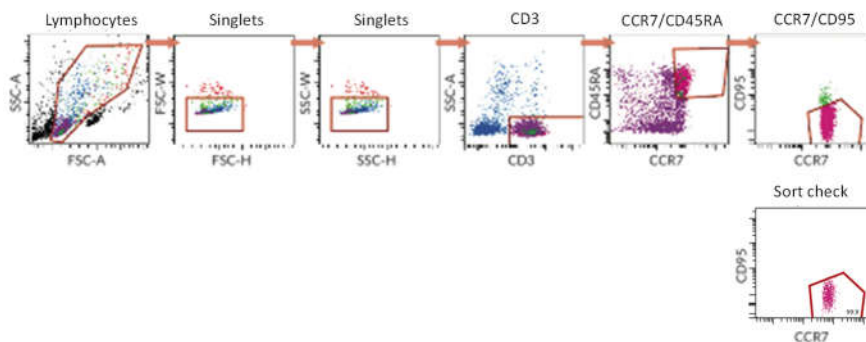 Lymphocytes
Singlets
Singlets
CD3
CCR7/CD45RA
CCR7/CD95
SSC-A
FSC-A
FSC-W
FSC-H
SSC-W
SSC-H
SSC-A
CD3
CD45RA
CCR7
CD95
CCR7
Sort check
CD95
CCR7